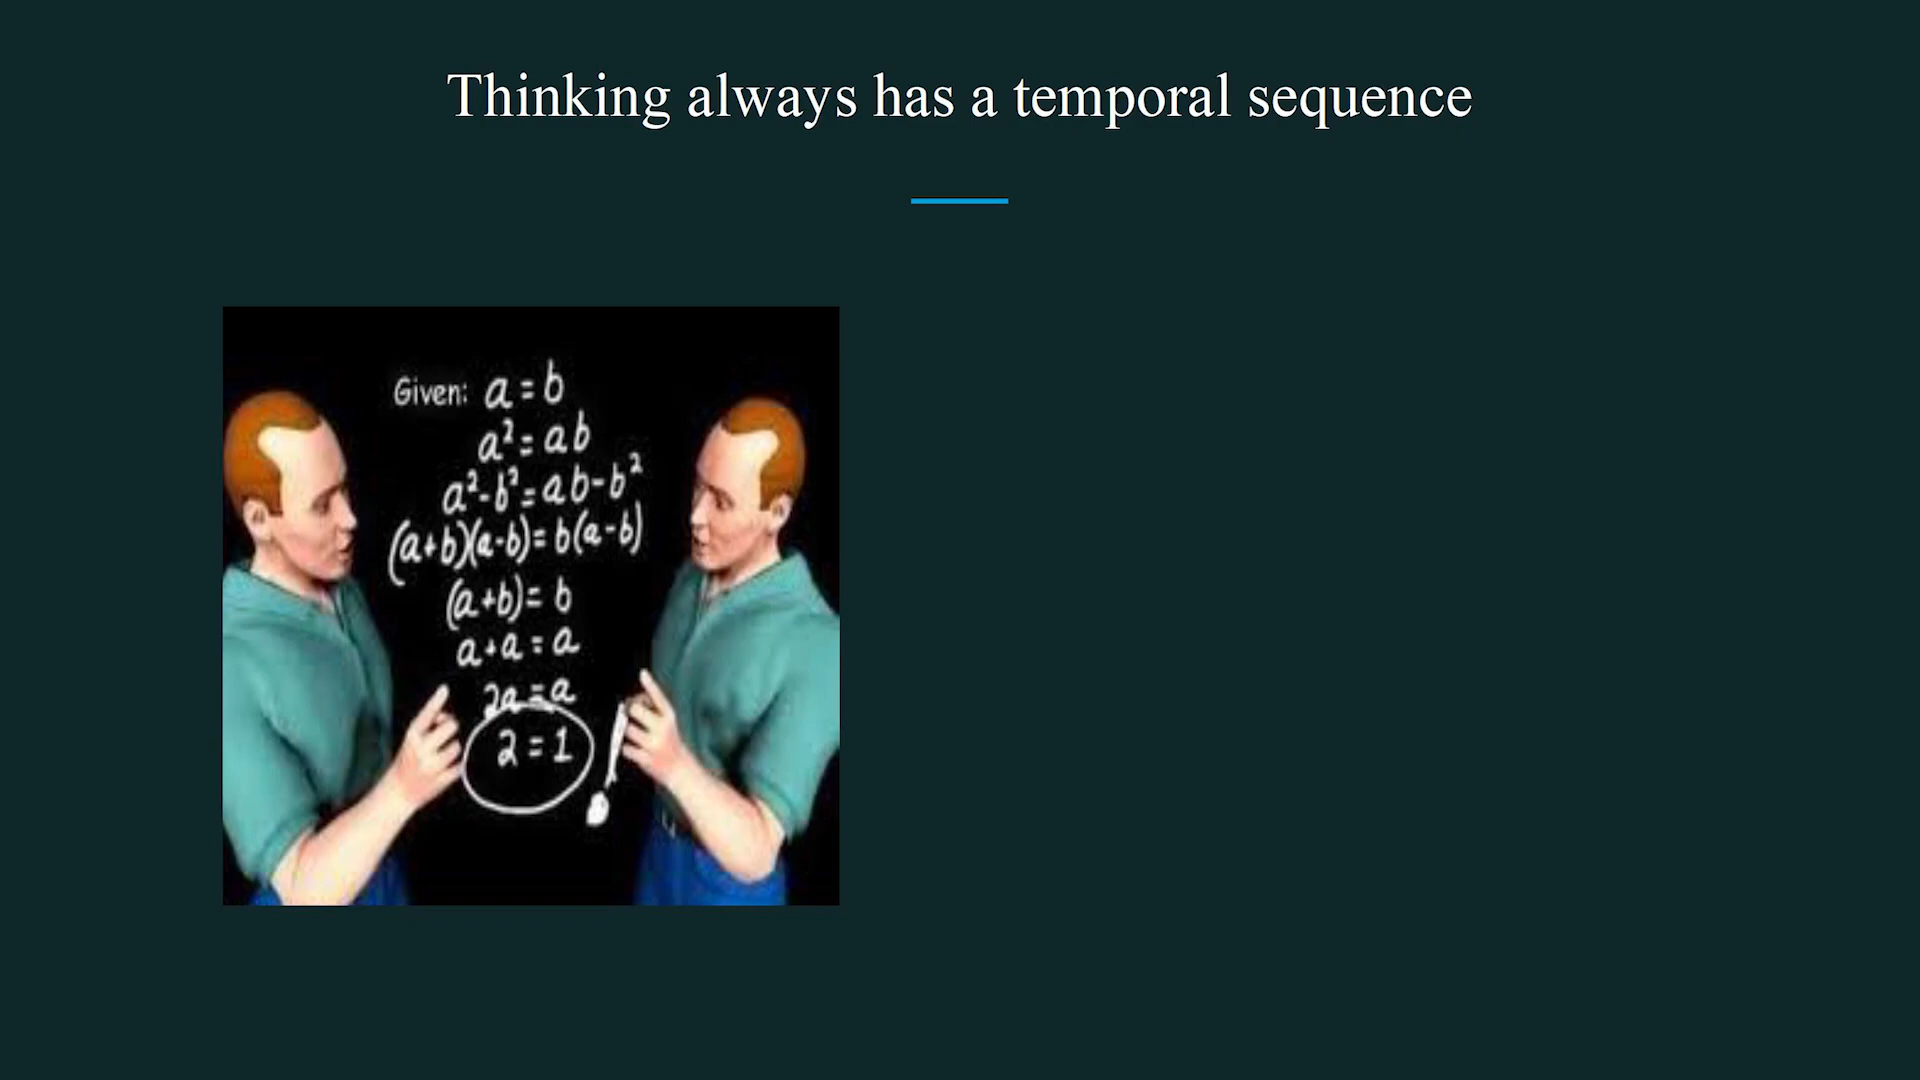 Thinking always has a temporal sequence
Given: a = b
a² = ab
a²-b² = ab-b²
(a+b)(a-b) = b(a-b)
(a+b) = b
a+a = a
2a = a
2 = 1 !